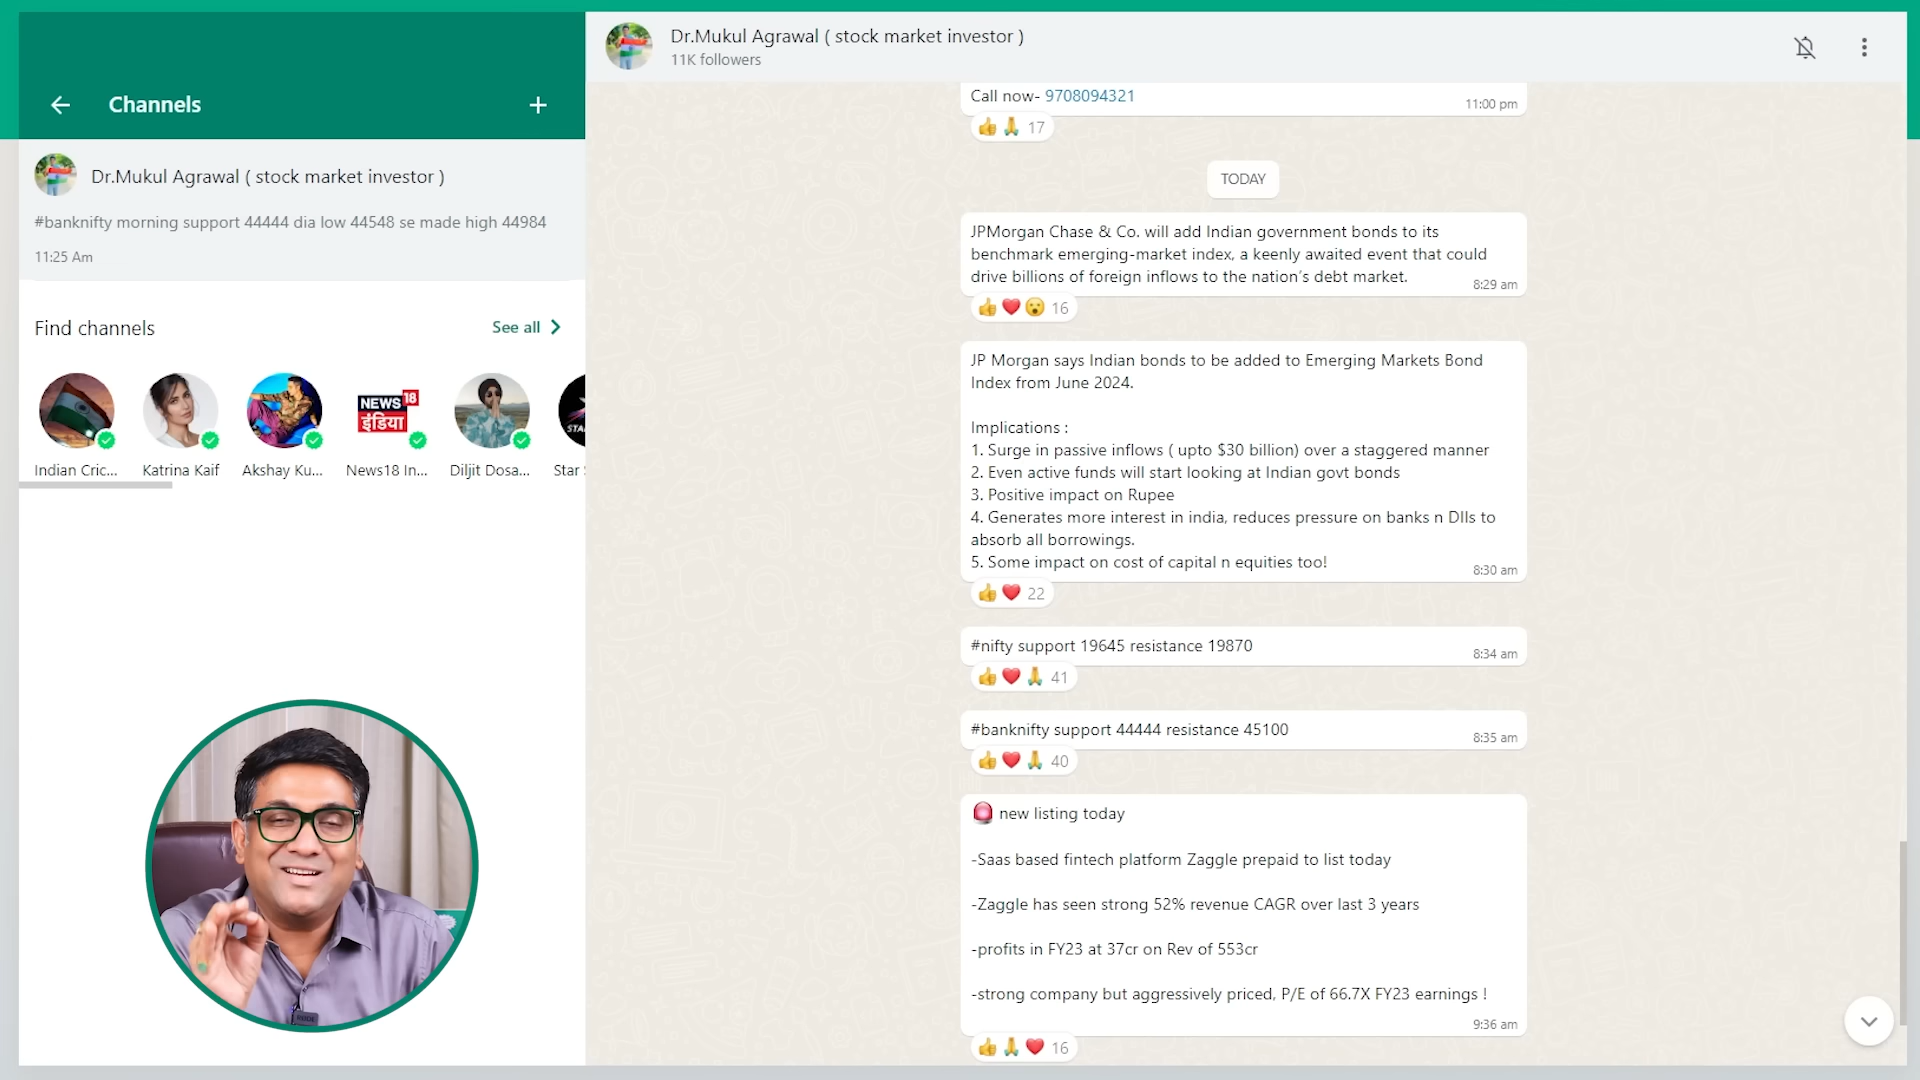 Channels
Dr.Mukul Agrawal ( stock market investor )
#banknifty morning support 44444 dia low 44548 se made high 44984
11:25 Am
Find channels
See all
NEWS 18
इंडिया
STA
Indian Cric...
Katrina Kaif
Akshay Ku...
News18 In...
Diljit Dosa...
Star
RODE
Dr.Mukul Agrawal ( stock market investor )
11K followers
Call now- 9708094321
11:00 pm
17
TODAY
JPMorgan Chase & Co. will add Indian government bonds to its
benchmark emerging-market index, a keenly awaited event that could
drive billions of foreign inflows to the nation's debt market.
8:29 am
16
JP Morgan says Indian bonds to be added to Emerging Markets Bond
Index from June 2024.
Implications :
1. Surge in passive inflows ( upto $30 billion) over a staggered manner
2. Even active funds will start looking at Indian govt bonds
3. Positive impact on Rupee
4. Generates more interest in india, reduces pressure on banks n DIIs to
absorb all borrowings.
5. Some impact on cost of capital n equities too!
8:30 am
22
#nifty support 19645 resistance 19870
8:34 am
41
#banknifty support 44444 resistance 45100
8:35 am
40
new listing today
-Saas based fintech platform Zaggle prepaid to list today
-Zaggle has seen strong 52% revenue CAGR over last 3 years
-profits in FY23 at 37cr on Rev of 553cr
-strong company but aggressively priced, P/E of 66.7X FY23 earnings !
9:36 am
16